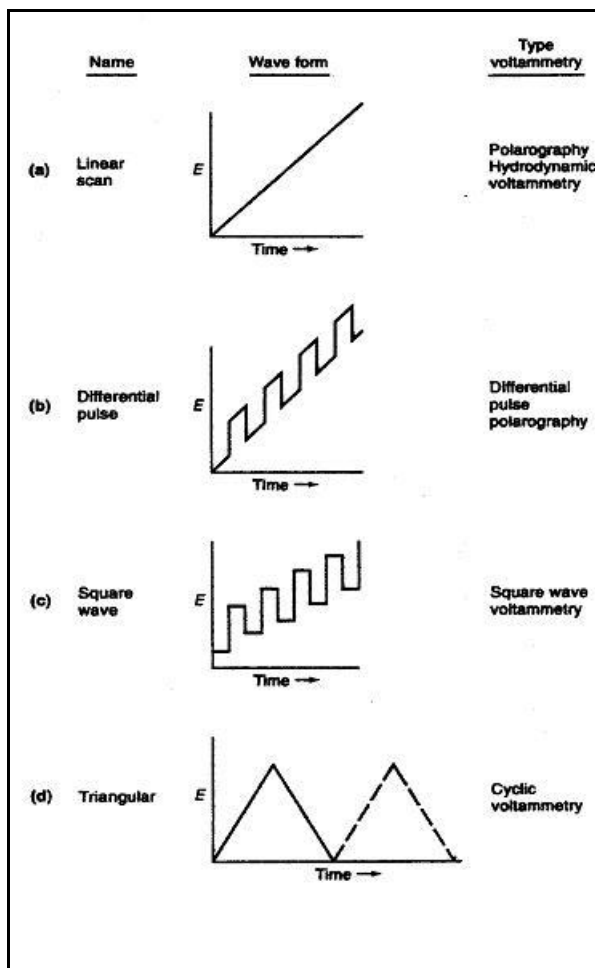 Name Wave form Type
voltammetry
(a) Linear
scan
E
Time →
Polarography
Hydrodynamic
voltammetry
(b) Differential
pulse
E
Time →
Differential
pulse
polarography
(c) Square
wave
E
Time →
Square wave
voltammetry
(d) Triangular
E
Time →
Cyclic
voltammetry